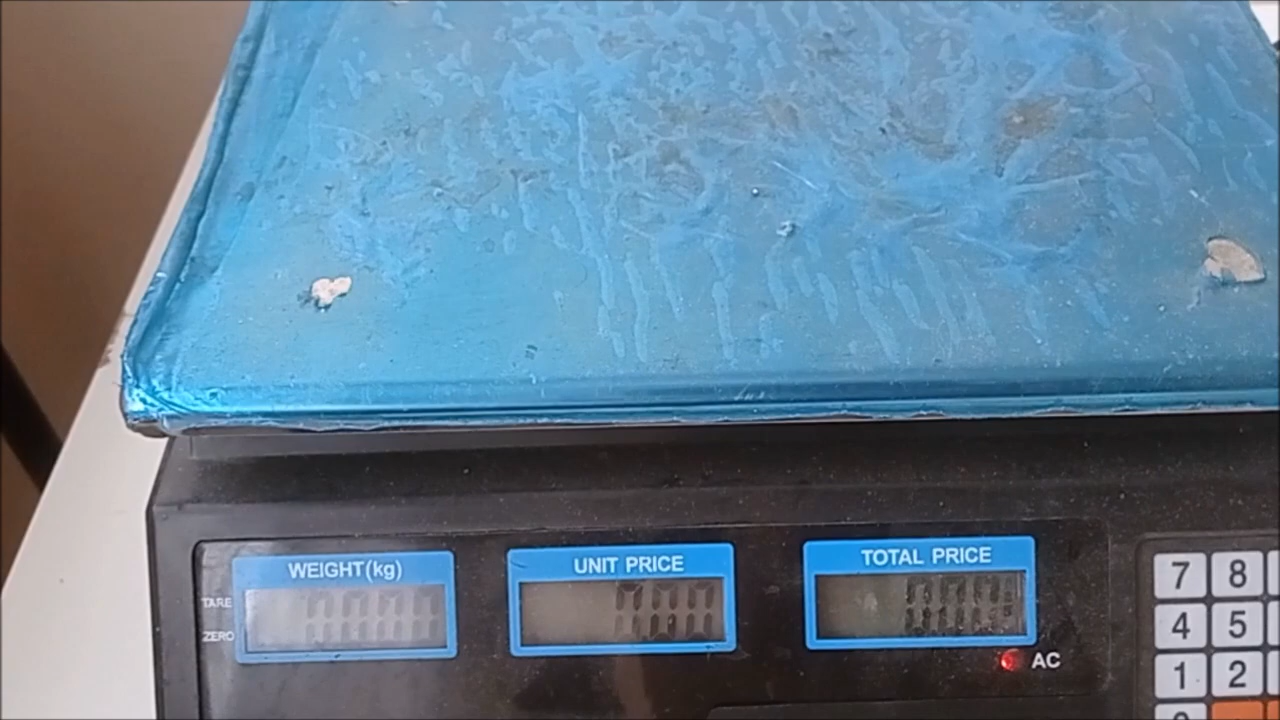 WEIGHT(kg)
UNIT PRICE
TOTAL PRICE
TARE
ZERO
AC
7 8
4 5
1 2